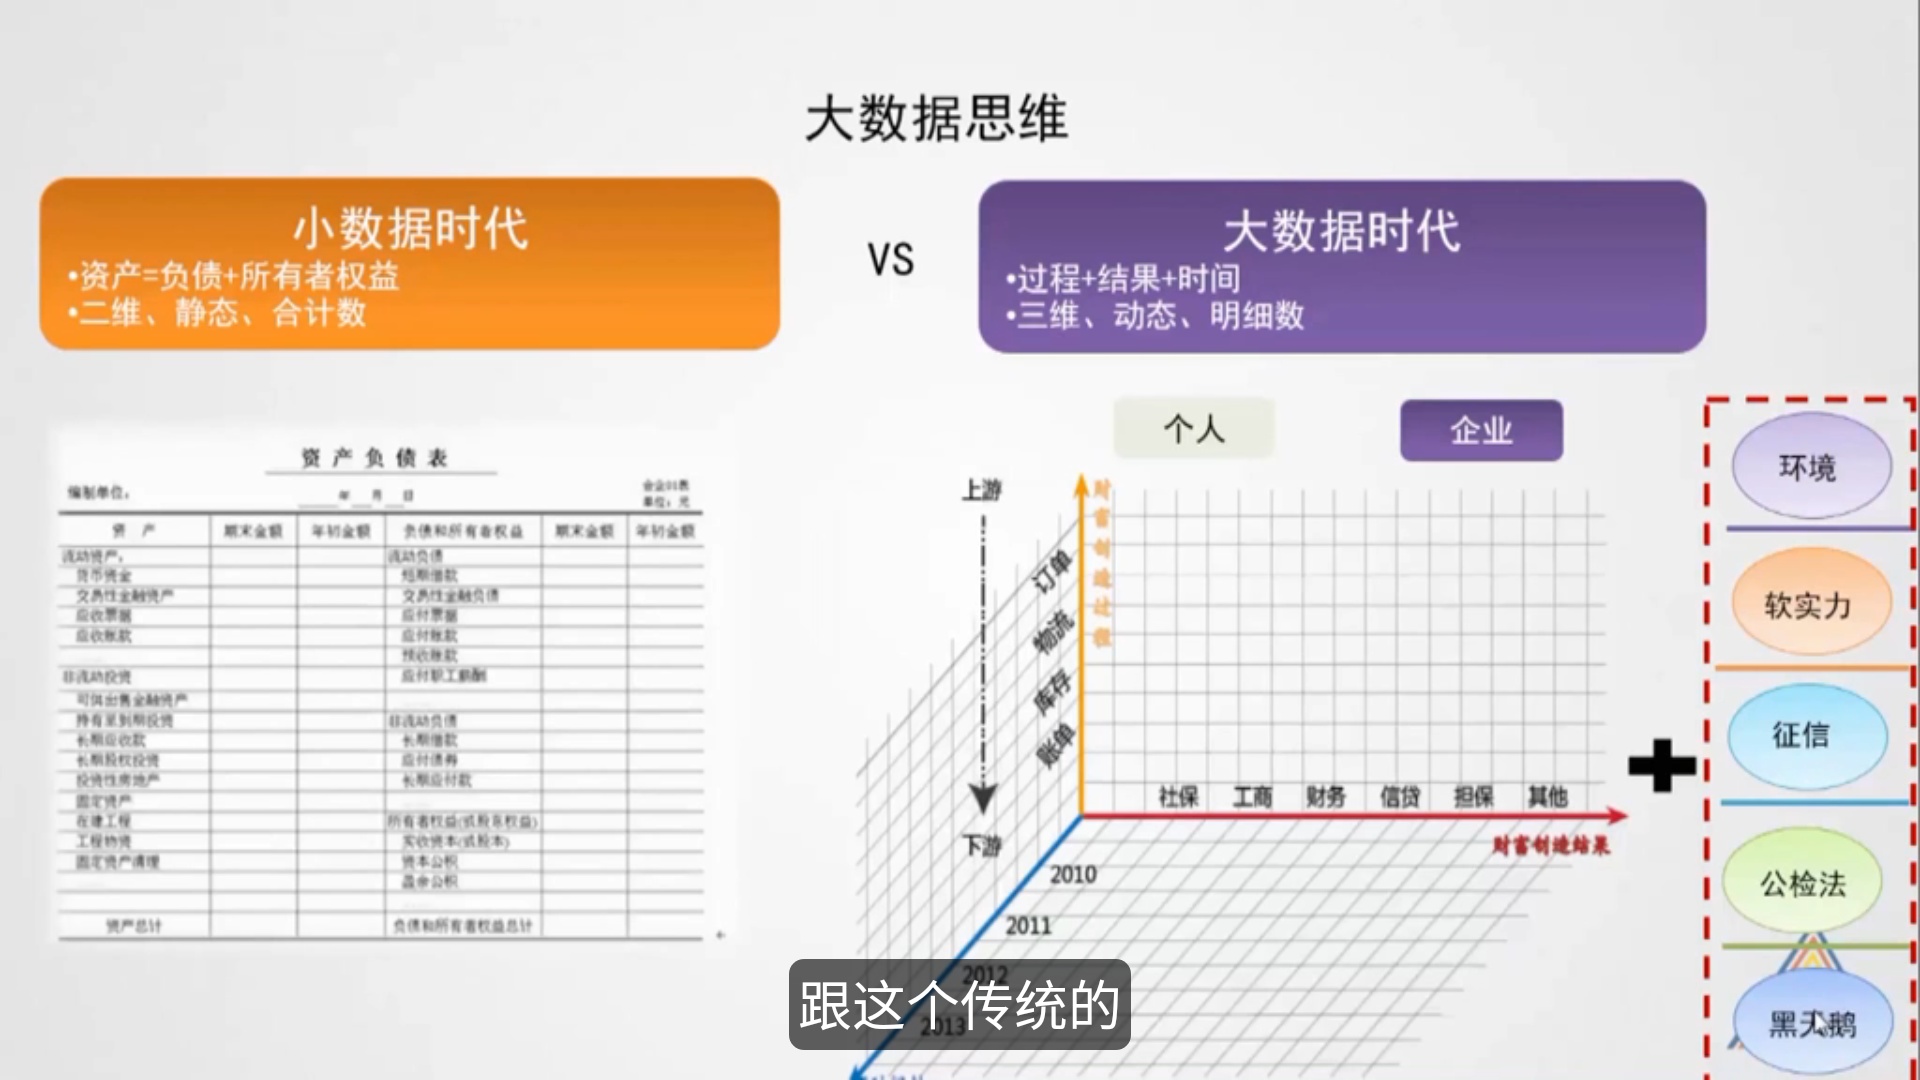 大数据思维
小数据时代
•资产=负债+所有者权益
•二维、静态、合计数
VS
大数据时代
•过程+结果+时间
•三维、动态、明细数
资产负债表
编制单位：
年 月 日
会企01表
单位：元
资 产 期末金额 年初金额 负债和所有者权益 期末金额 年初金额
流动资产： 流动负债
货币资金 短期借款
交易性金融资产 交易性金融负债
应收票据 应付票据
应收账款 应付账款
预收账款
非流动投资 应付职工薪酬
可供出售金融资产
持有至到期投资 非流动负债
长期应收款 长期借款
长期股权投资 应付债券
投资性房地产 长期应付款
固定资产
在建工程 所有者权益(或股东权益)
工程物资 实收资本(或股本)
固定资产清理 资本公积
盈余公积
资产总计 负债和所有者权益总计
个人
企业
上游
下游
财富创造过程
订单
物流
库存
账单
社保 工商 财务 信贷 担保 其他
财富创造结果
2010
2011
2012
2013
环境
软实力
征信
公检法
黑天鹅
跟这个传统的